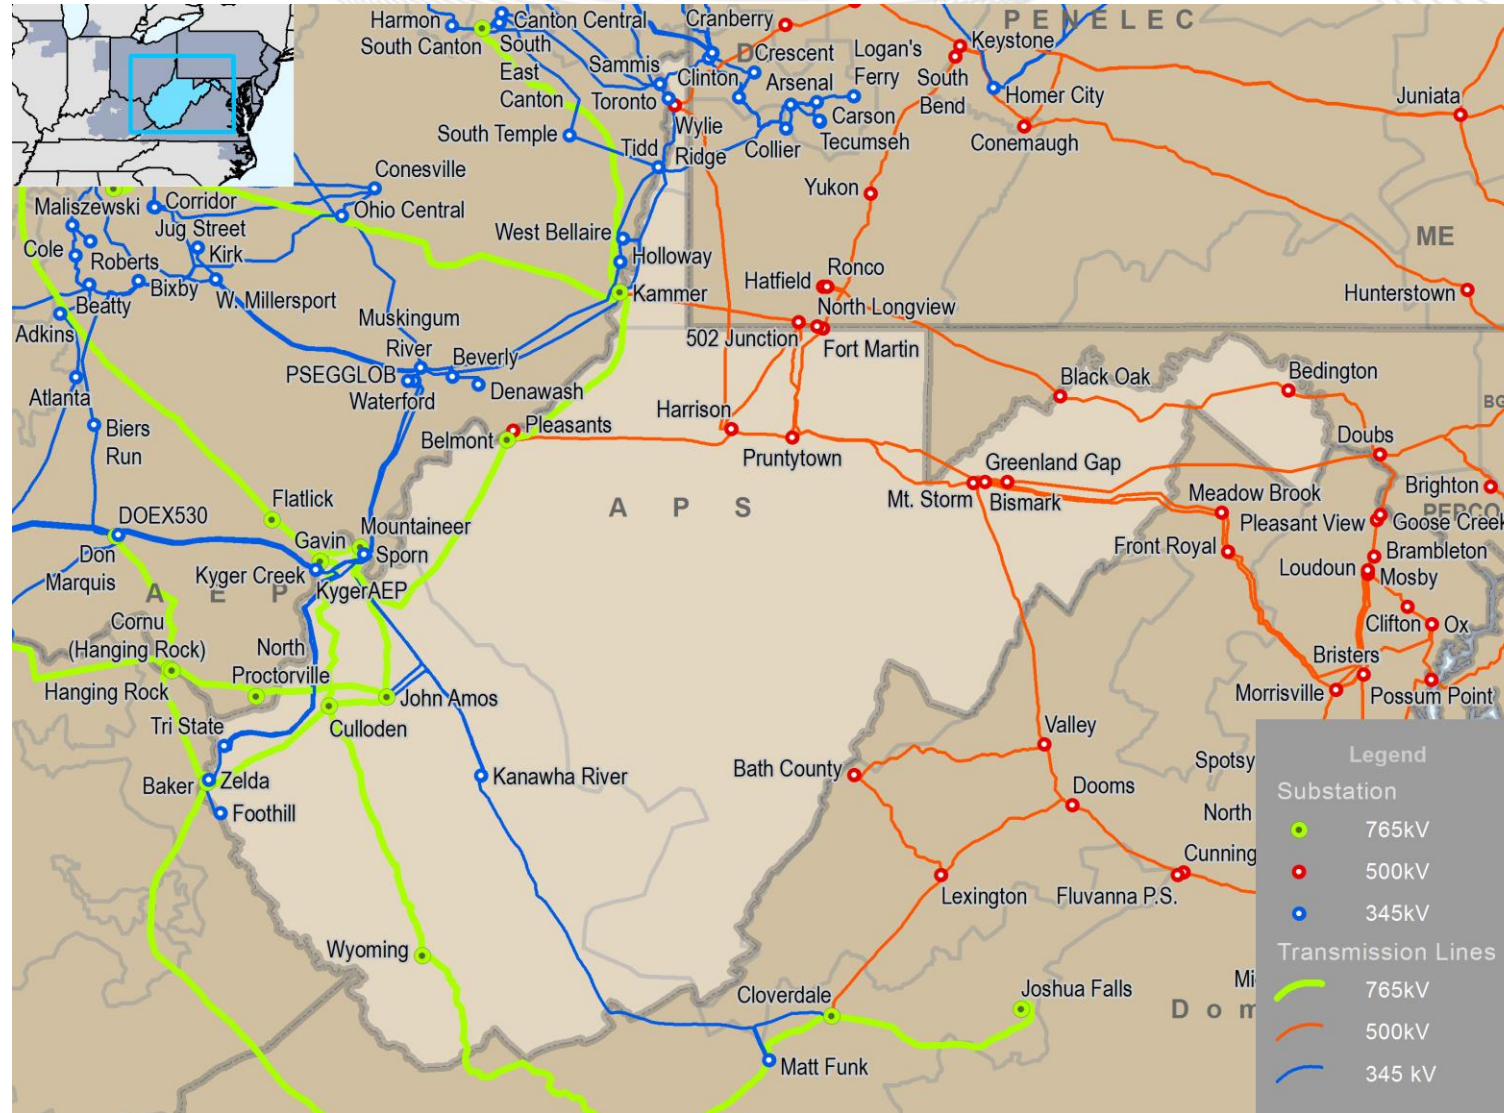 Harmon
South Canton
Canton Central
South
East
Canton
Sammis
Toronto
South Temple
Tidd
Wylie
Ridge
Cranberry
D
Crescent
Clinton
Arsenal
Logan's
Ferry
Carson
Tecumseh
Collier
PENELEC
Keystone
South
Bend
Homer City
Conemaugh
Juniata
Yukon
ME
Hunterstown
Conesville
Maliszewski
Corridor
Ohio Central
Jug Street
Kirk
Cole
Roberts
Bixby
Beatty
W. Millersport
Adkins
West Bellaire
Holloway
Kammer
Hatfield
Ronco
North Longview
502 Junction
Fort Martin
Muskingum
River
Beverly
PSEGGLOB
Waterford
Denawash
Atlanta
Biers
Run
Belmont
Pleasants
Harrison
Pruntytown
Black Oak
Bedington
BG
Doubs
Greenland Gap
Mt. Storm
Bismark
Meadow Brook
Brighton
PEPCO
Pleasant View
Goose Creek
Front Royal
Brambleton
Loudoun
Mosby
Clifton
Ox
Bristers
Morrisville
Possum Point
APS
Flatlick
DOEX530
Don
Marquis
Gavin
Mountaineer
Sporn
Kyger Creek
KygerAEP
AEP
Cornu
(Hanging Rock)
Hanging Rock
North
Proctorville
John Amos
Culloden
Tri State
Baker
Zelda
Foothill
Kanawha River
Valley
Bath County
Dooms
Spotsy
North
Cunning
Lexington
Fluvanna P.S.
Wyoming
Cloverdale
Joshua Falls
Mi
Dom
Matt Funk
Legend
Substation
765kV
500kV
345kV
Transmission Lines
765kV
500kV
345 kV